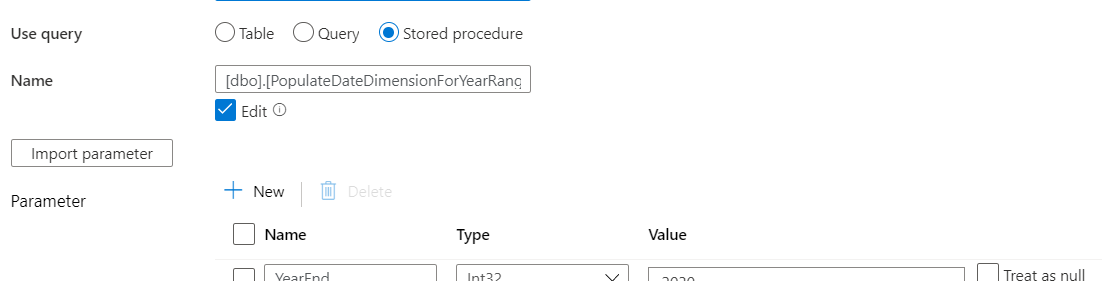 Use query Table Query Stored procedure
Name [dbo].[PopulateDateDimensionForYearRang
Edit
Import parameter
Parameter
New Delete
Name Type Value
YearEnd Int32 2020 Treat as null